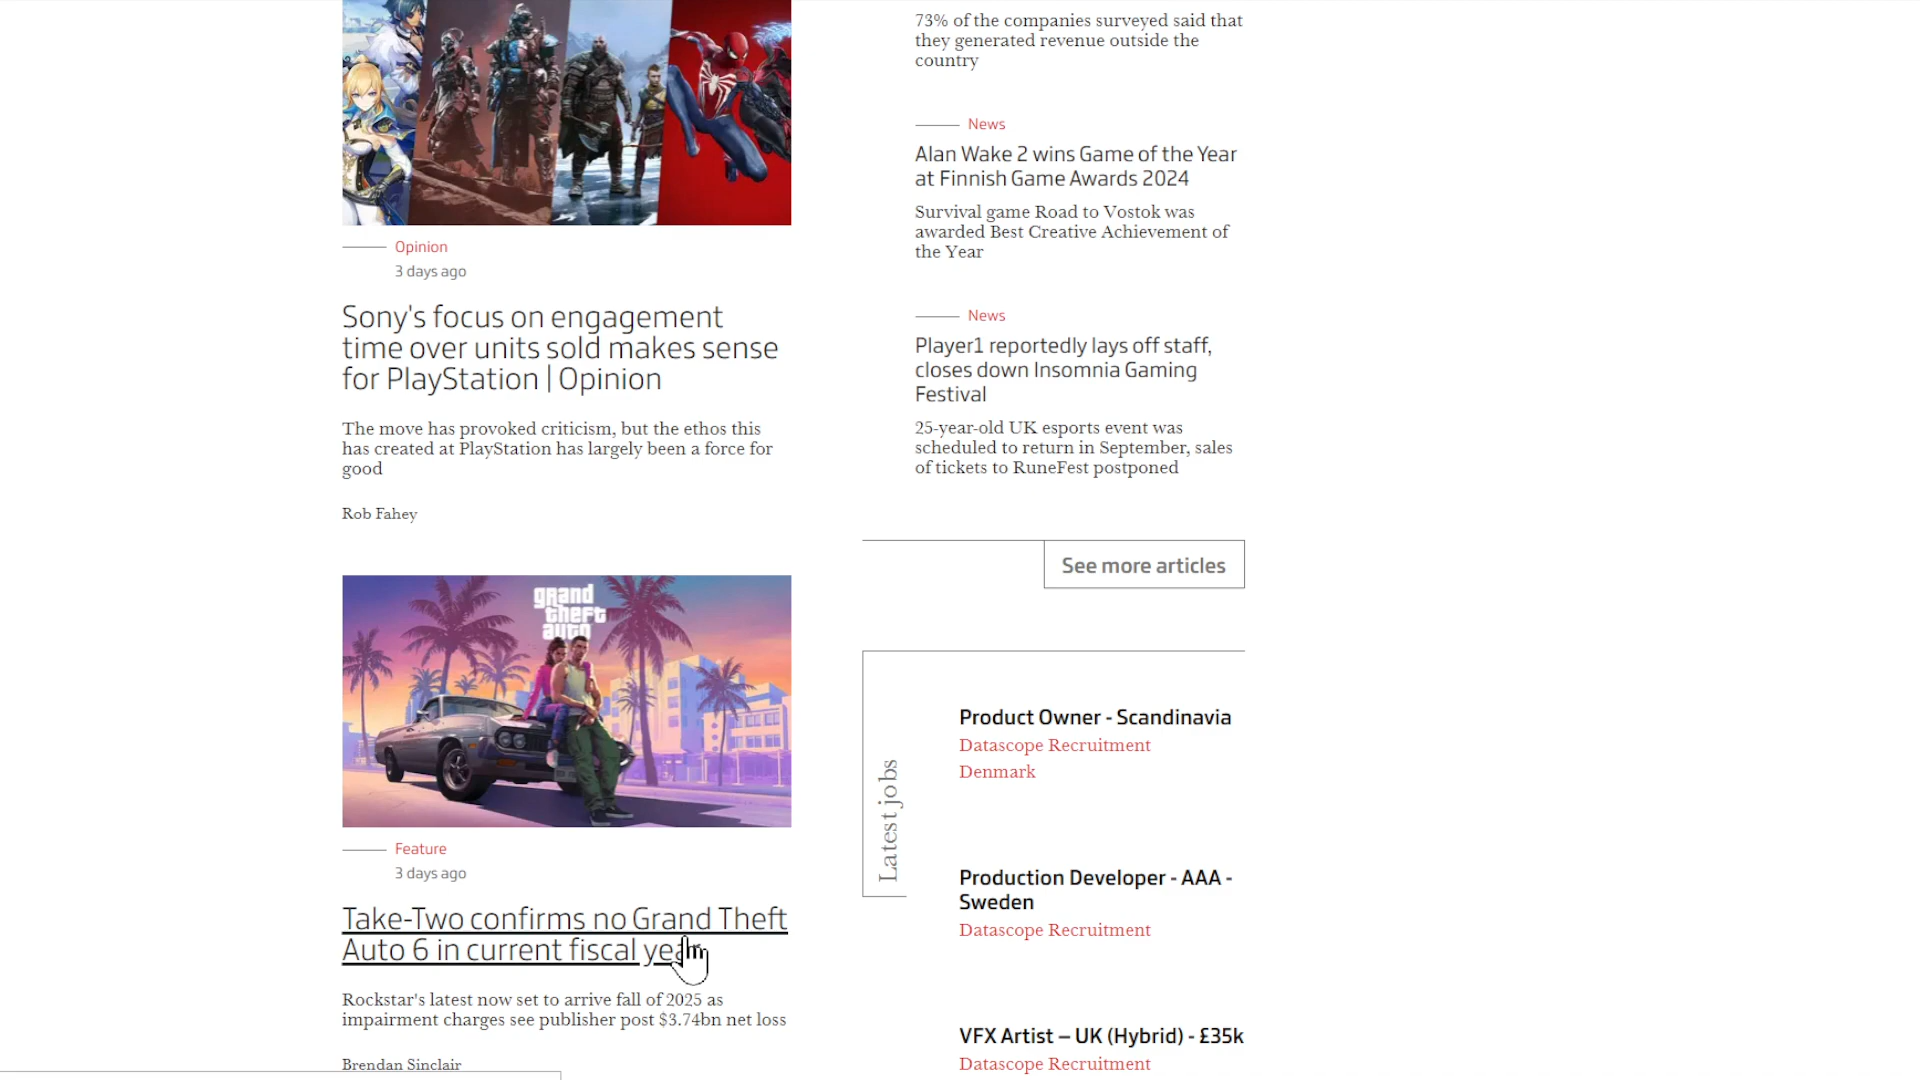 Opinion
3 days ago
Sony's focus on engagement
time over units sold makes sense
for PlayStation | Opinion
The move has provoked criticism, but the ethos this
has created at PlayStation has largely been a force for
good
Rob Fahey
grand
theft
auto
Feature
3 days ago
Take-Two confirms no Grand Theft
Auto 6 in current fiscal year
Rockstar's latest now set to arrive fall of 2025 as
impairment charges see publisher post $3.74bn net loss
Brendan Sinclair
73% of the companies surveyed said that
they generated revenue outside the
country
News
Alan Wake 2 wins Game of the Year
at Finnish Game Awards 2024
Survival game Road to Vostok was
awarded Best Creative Achievement of
the Year
News
Player1 reportedly lays off staff,
closes down Insomnia Gaming
Festival
25-year-old UK esports event was
scheduled to return in September, sales
of tickets to RuneFest postponed
See more articles
Latest jobs
Product Owner - Scandinavia
Datascope Recruitment
Denmark
Production Developer - AAA -
Sweden
Datascope Recruitment
VFX Artist – UK (Hybrid) - £35k
Datascope Recruitment